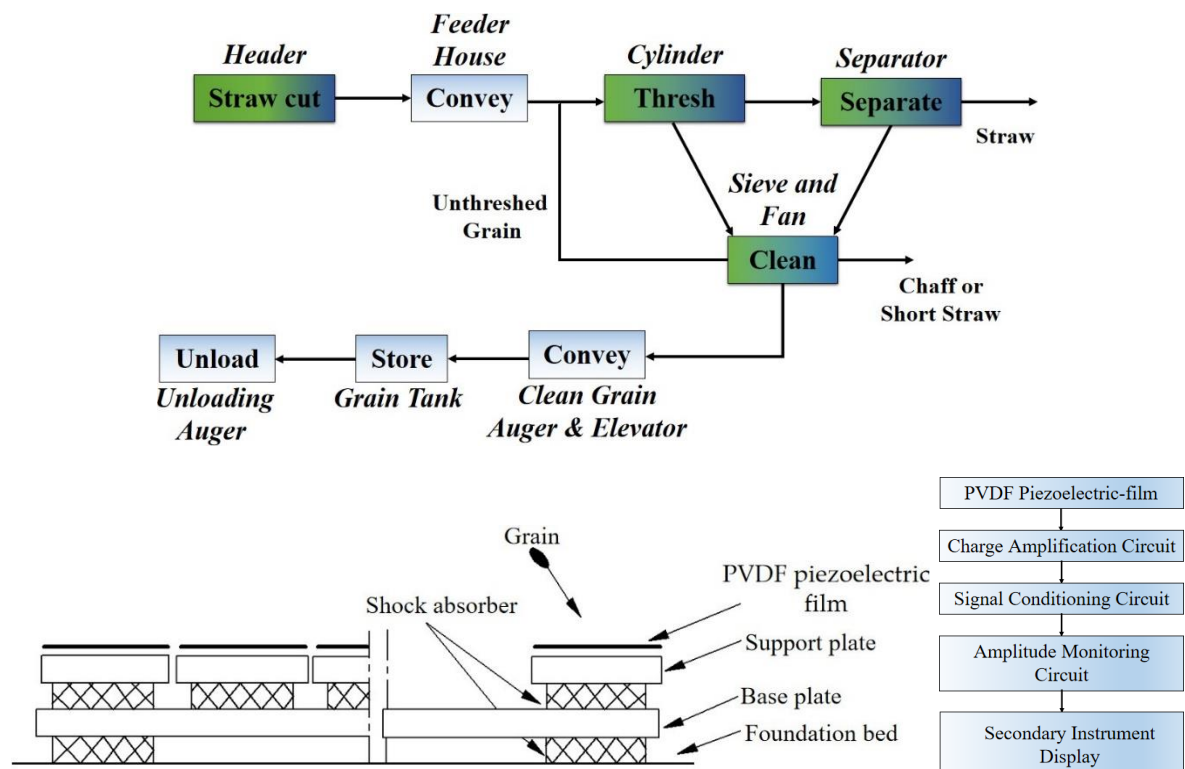 Header
Straw cut
Feeder
House
Convey
Cylinder
Thresh
Separator
Separate
Straw
Unthreshed
Grain
Sieve and
Fan
Clean
Chaff or
Short Straw
Unload
Unloading
Auger
Store
Grain Tank
Convey
Clean Grain
Auger & Elevator
Grain
Shock absorber
PVDF piezoelectric
film
Support plate
Base plate
Foundation bed
PVDF Piezoelectric-film
Charge Amplification Circuit
Signal Conditioning Circuit
Amplitude Monitoring
Circuit
Secondary Instrument
Display